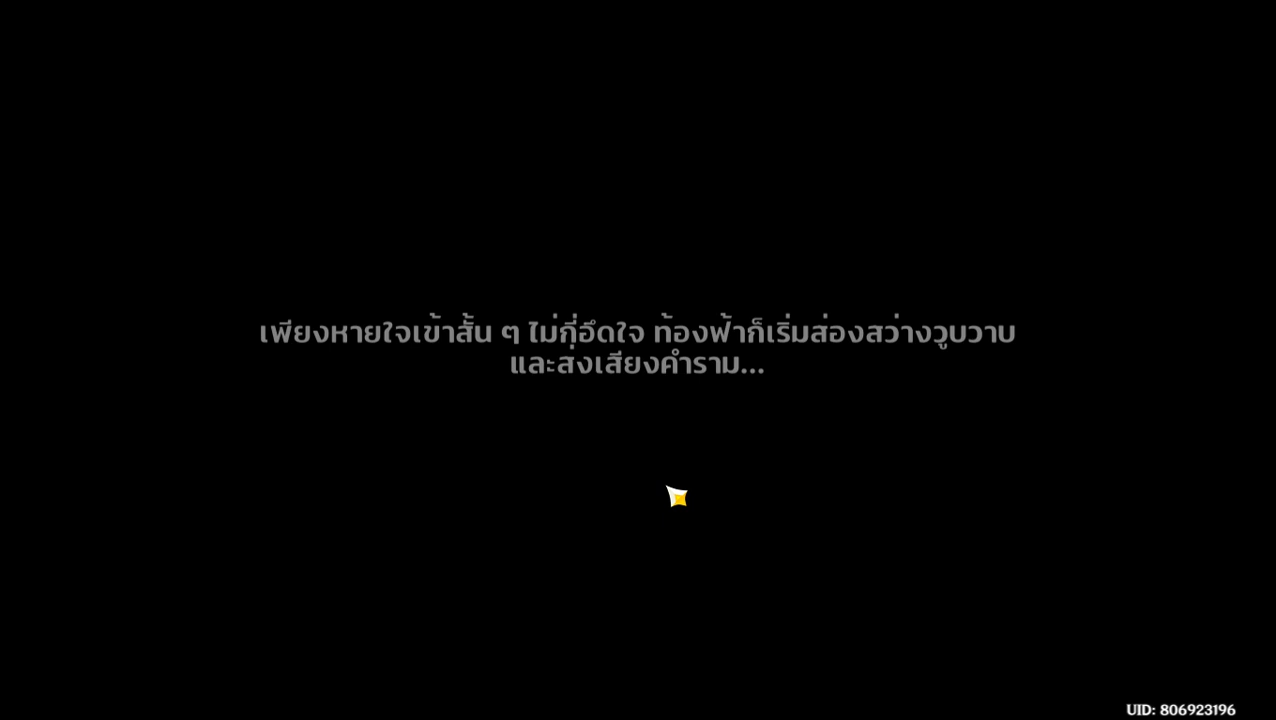 เพียงหายใจเข้าสั้น ๆ ไม่กี่อึดใจ ท้องฟ้าก็เริ่มส่องสว่างวูบวาบ
และส่งเสียงคำราม...
UID: 806923196